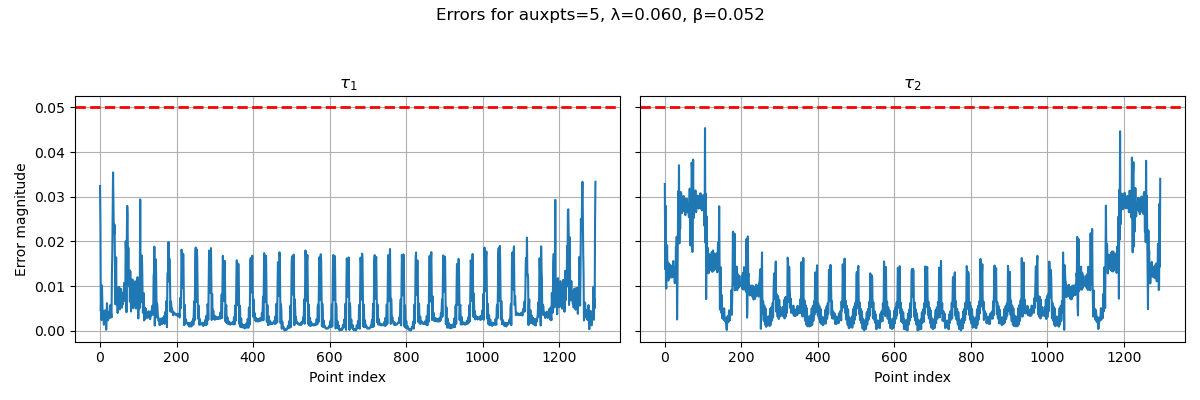 Errors for auxpts=5, λ=0.060, β=0.052
τ1
τ2
0.05
0.04
0.03
0.02
0.01
0.00
Error magnitude
0 200 400 600 800 1000 1200
0 200 400 600 800 1000 1200
Point index
Point index